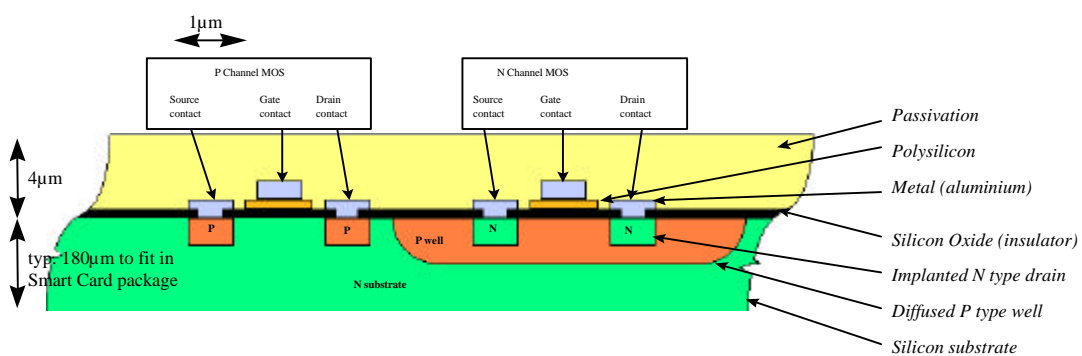 1µm
P Channel MOS
N Channel MOS
Source contact
Gate contact
Drain contact
Source contact
Gate contact
Drain contact
Passivation
Polysilicon
Metal (aluminium)
Silicon Oxide (insulator)
Implanted N type drain
Diffused P type well
Silicon substrate
4µm
P
P
P well
N
N
typ: 180µm to fit in
Smart Card package
N substrate